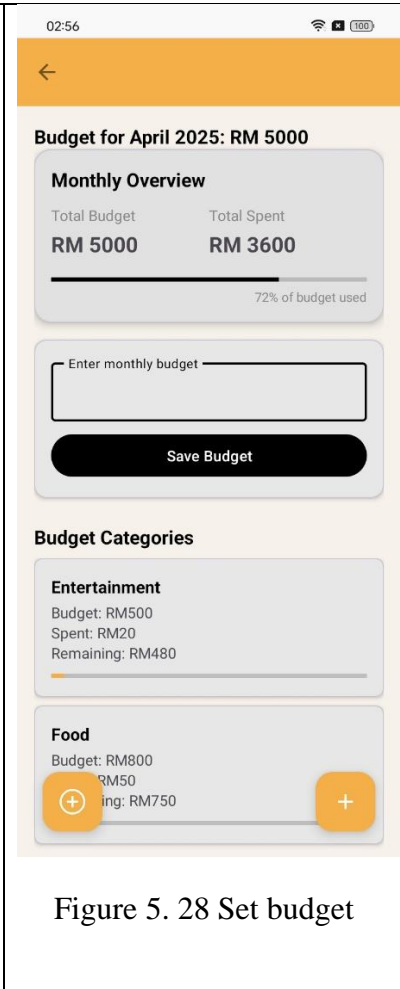 02:56
100
Budget for April 2025: RM 5000
Monthly Overview
Total Budget Total Spent
RM 5000 RM 3600
72% of budget used
Enter monthly budget
Save Budget
Budget Categories
Entertainment
Budget: RM500
Spent: RM20
Remaining: RM480
Food
Budget: RM800
RM50
ing: RM750
Figure 5. 28 Set budget